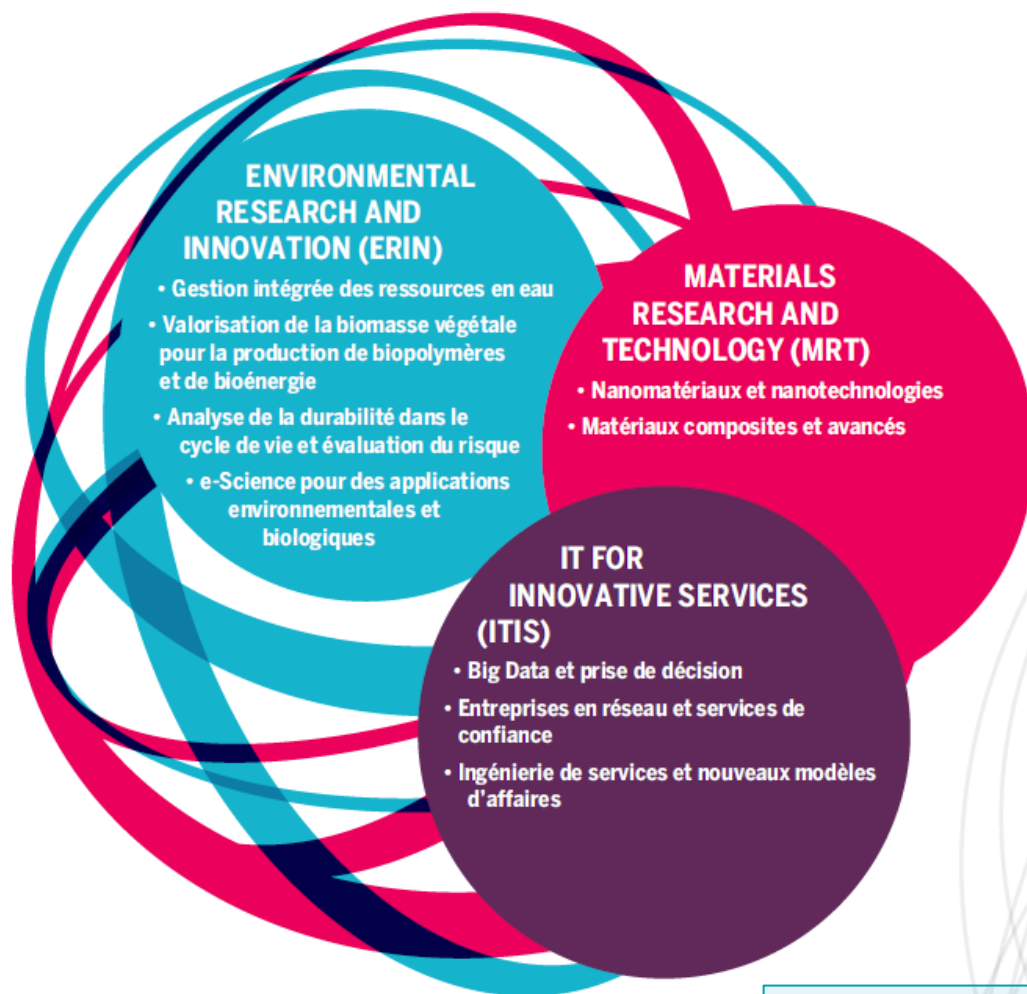 ENVIRONMENTAL
RESEARCH AND
INNOVATION (ERIN)
• Gestion intégrée des ressources en eau
• Valorisation de la biomasse végétale
pour la production de biopolymères
et de bioénergie
• Analyse de la durabilité dans le
cycle de vie et évaluation du risque
• e-Science pour des applications
environnementales et
biologiques
MATERIALS
RESEARCH AND
TECHNOLOGY (MRT)
• Nanomatériaux et nanotechnologies
• Matériaux composites et avancés
IT FOR
INNOVATIVE SERVICES
(ITIS)
• Big Data et prise de décision
• Entreprises en réseau et services de
confiance
• Ingénierie de services et nouveaux modèles
d'affaires